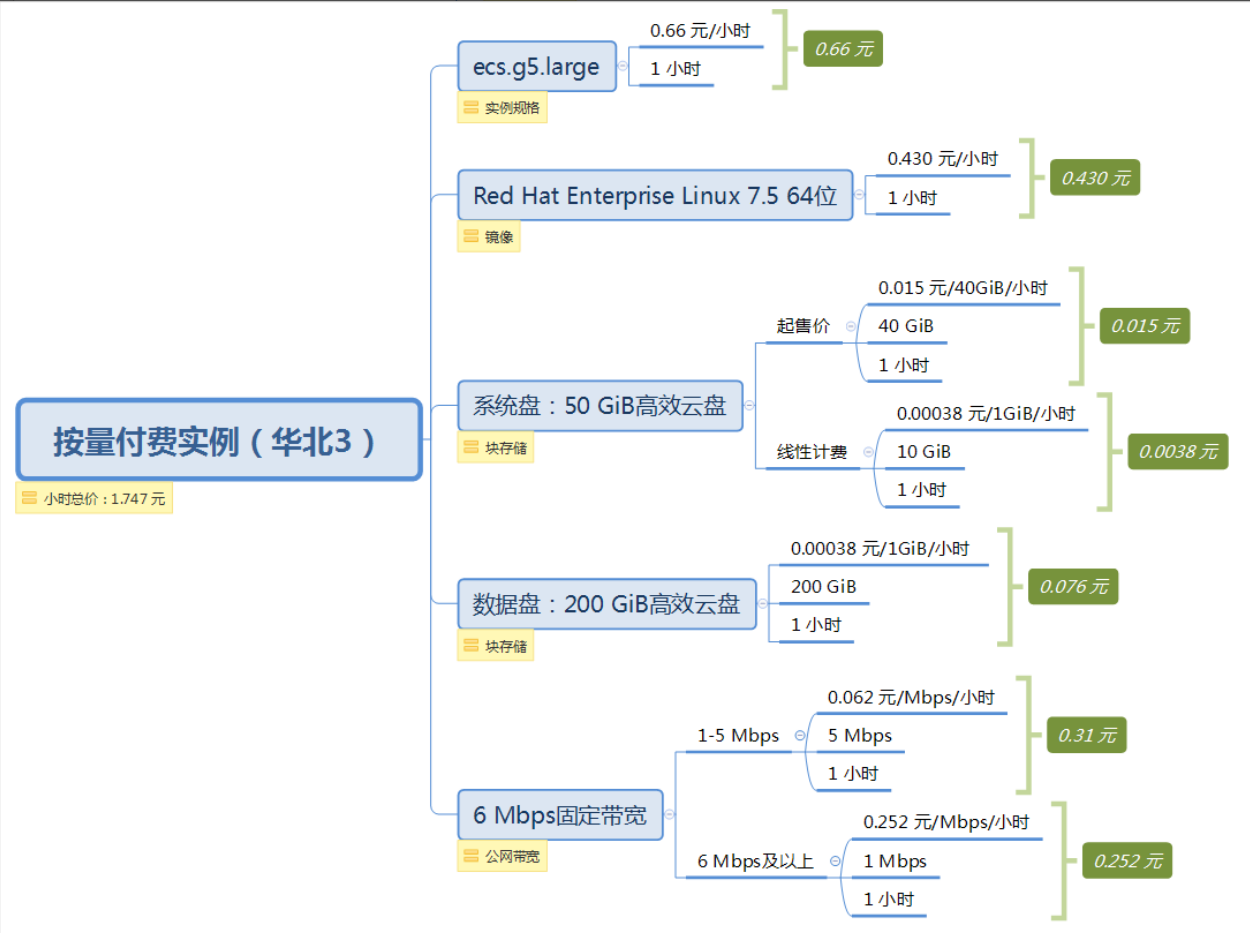 按量付费实例（华北3）
小时总价：1.747 元
ecs.g5.large
实例规格
0.66 元/小时
1 小时
0.66 元
Red Hat Enterprise Linux 7.5 64位
镜像
0.430 元/小时
1 小时
0.430 元
系统盘：50 GiB高效云盘
块存储
起售价
0.015 元/40GiB/小时
40 GiB
1 小时
0.015 元
线性计费
0.00038 元/1GiB/小时
10 GiB
1 小时
0.0038 元
数据盘：200 GiB高效云盘
块存储
0.00038 元/1GiB/小时
200 GiB
1 小时
0.076 元
6 Mbps固定带宽
公网带宽
1-5 Mbps
0.062 元/Mbps/小时
5 Mbps
1 小时
0.31 元
6 Mbps及以上
0.252 元/Mbps/小时
1 Mbps
1 小时
0.252 元